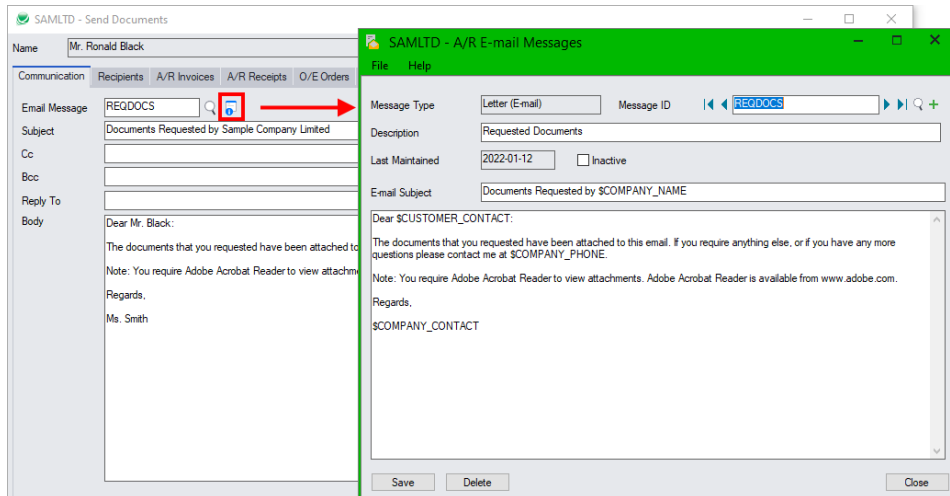 SAMLTD - Send Documents
Name Mr. Ronald Black
Communication Recipients A/R Invoices A/R Receipts O/E Orders
Email Message REQDOCS
Subject Documents Requested by Sample Company Limited
Cc
Bcc
Reply To
Body Dear Mr. Black:
The documents that you requested have been attached to
Note: You require Adobe Acrobat Reader to view attachme
Regards,
Ms. Smith
SAMLTD - A/R E-mail Messages
File Help
Message Type Letter (E-mail) Message ID REQDOCS
Description Requested Documents
Last Maintained 2022-01-12 Inactive
E-mail Subject Documents Requested by $COMPANY_NAME
Dear $CUSTOMER_CONTACT:
The documents that you requested have been attached to this email. If you require anything else, or if you have any more
questions please contact me at $COMPANY_PHONE.
Note: You require Adobe Acrobat Reader to view attachments. Adobe Acrobat Reader is available from www.adobe.com.
Regards,
$COMPANY_CONTACT
Save Delete Close